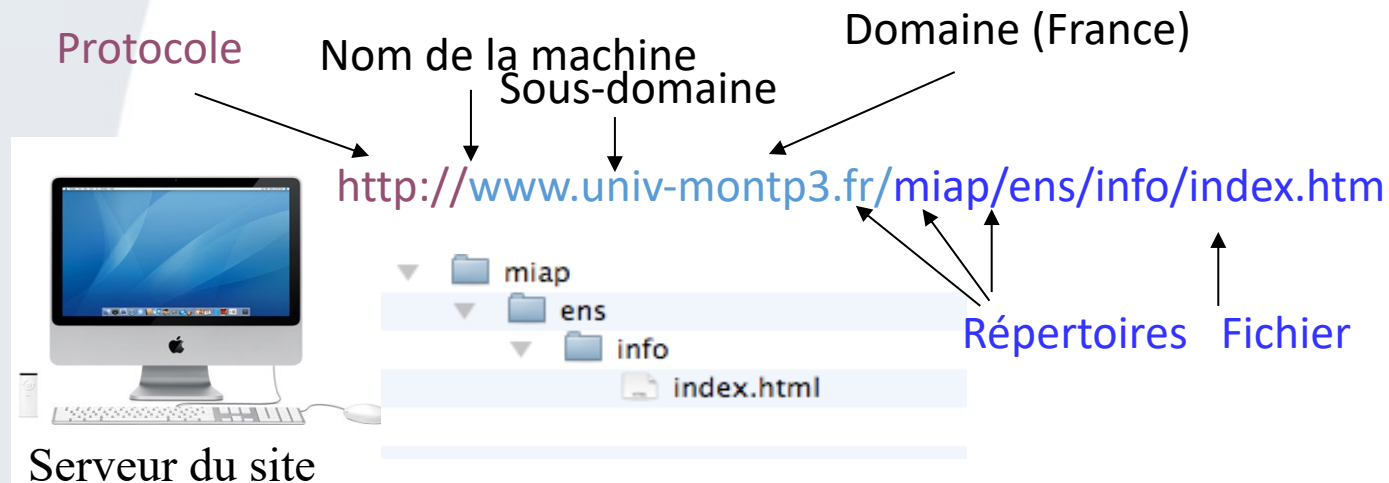 Protocole
Nom de la machine
Sous-domaine
Domaine (France)
http://www.univ-montp3.fr/miap/ens/info/index.htm
miap
ens
info
index.html
Répertoires
Fichier
Serveur du site